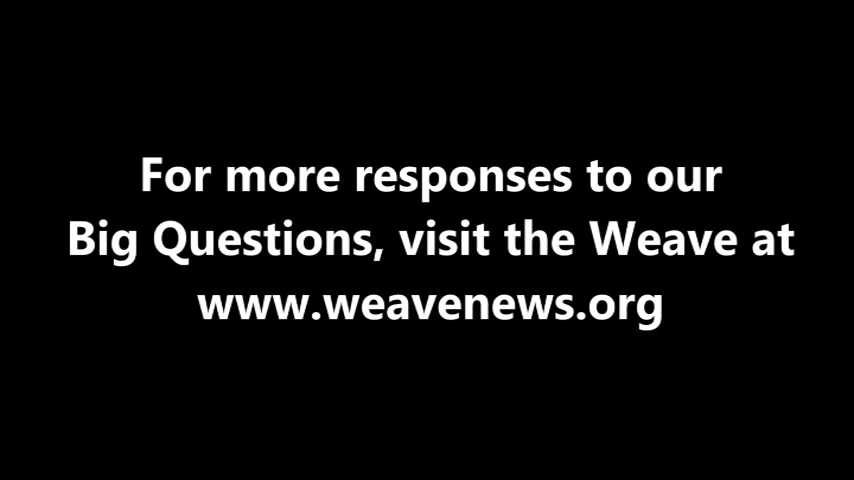 For more responses to our
Big Questions, visit the Weave at
www.weavenews.org